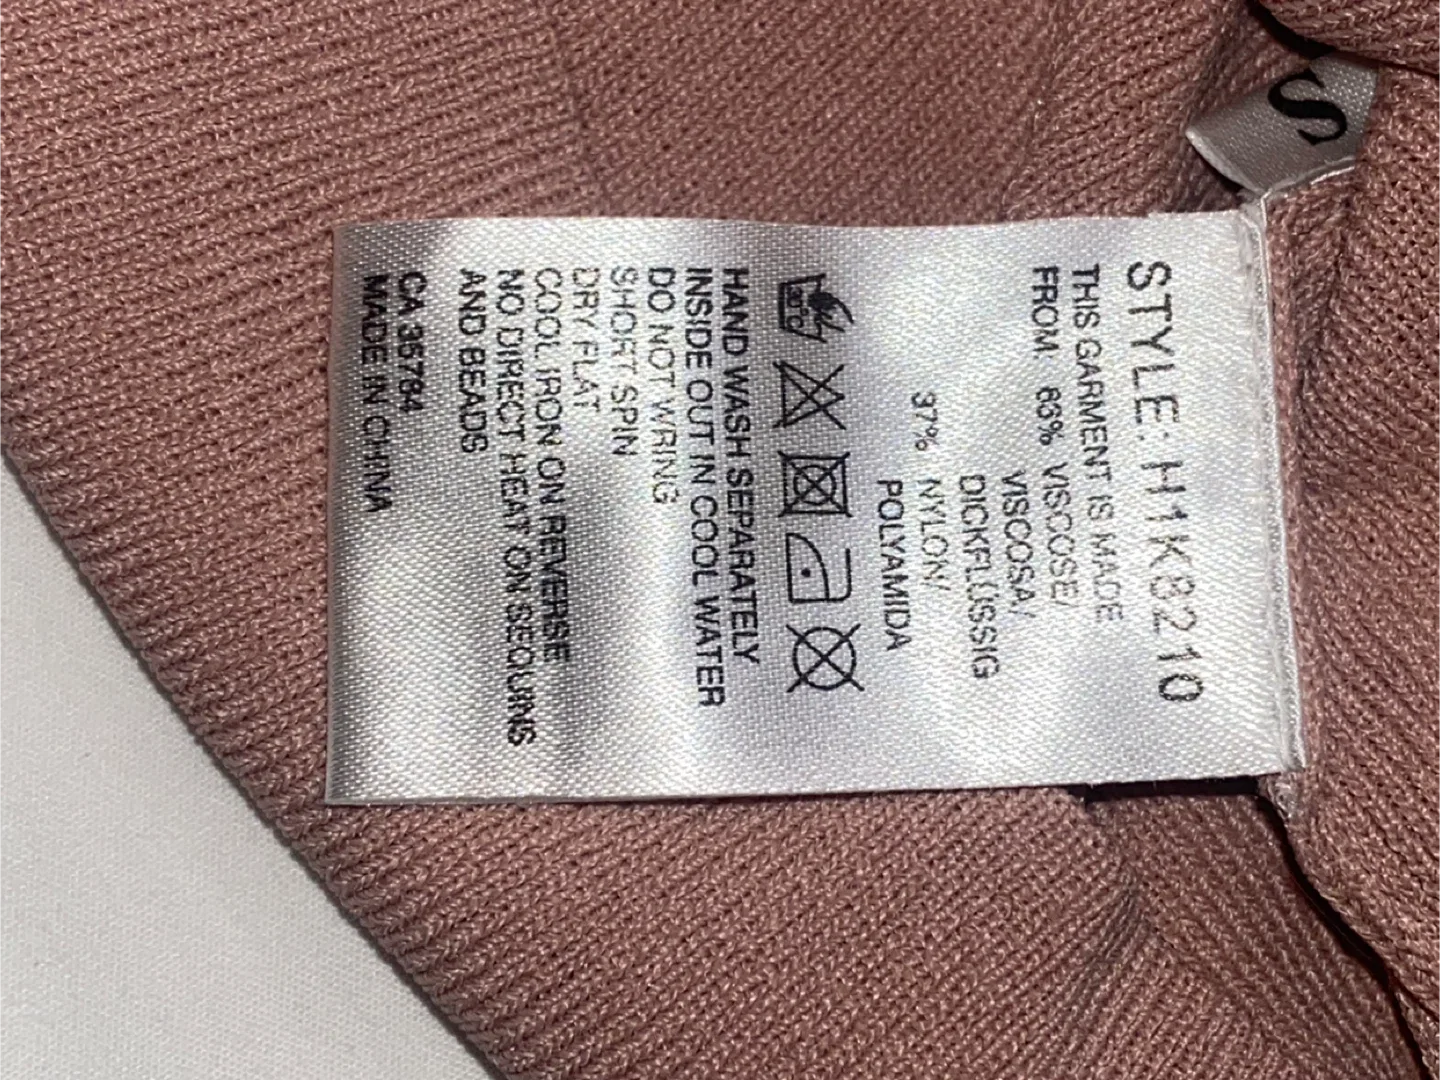 S
STYLE: H1K8210
THIS GARMENT IS MADE
FROM 63% VISCOSE/
VISCOSA/
DICKFLÜSSIG
37% NYLON/
POLYAMIDA
HAND WASH SEPARATELY
INSIDE OUT IN COOL WATER
DO NOT WRING
SHORT SPIN
DRY FLAT
COOL IRON ON REVERSE
NO DIRECT HEAT ON SEQUINS
AND BEADS
CA 35784
MADE IN CHINA